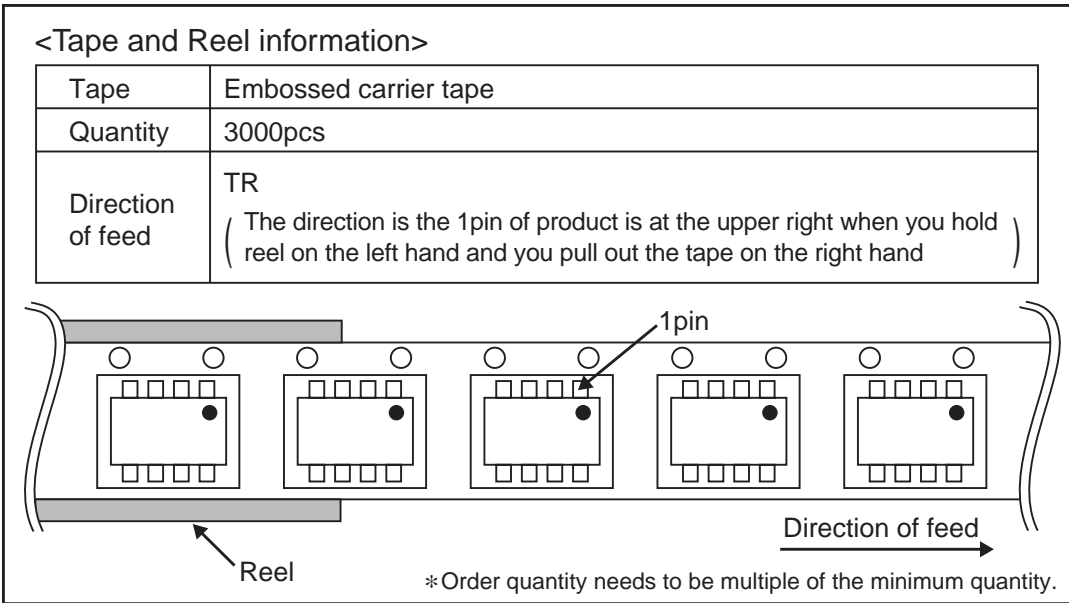 <Tape and Reel information>
Tape Embossed carrier tape
Quantity 3000pcs
Direction of feed TR
( The direction is the 1pin of product is at the upper right when you hold
reel on the left hand and you pull out the tape on the right hand )
1pin
Direction of feed
Reel
*Order quantity needs to be multiple of the minimum quantity.